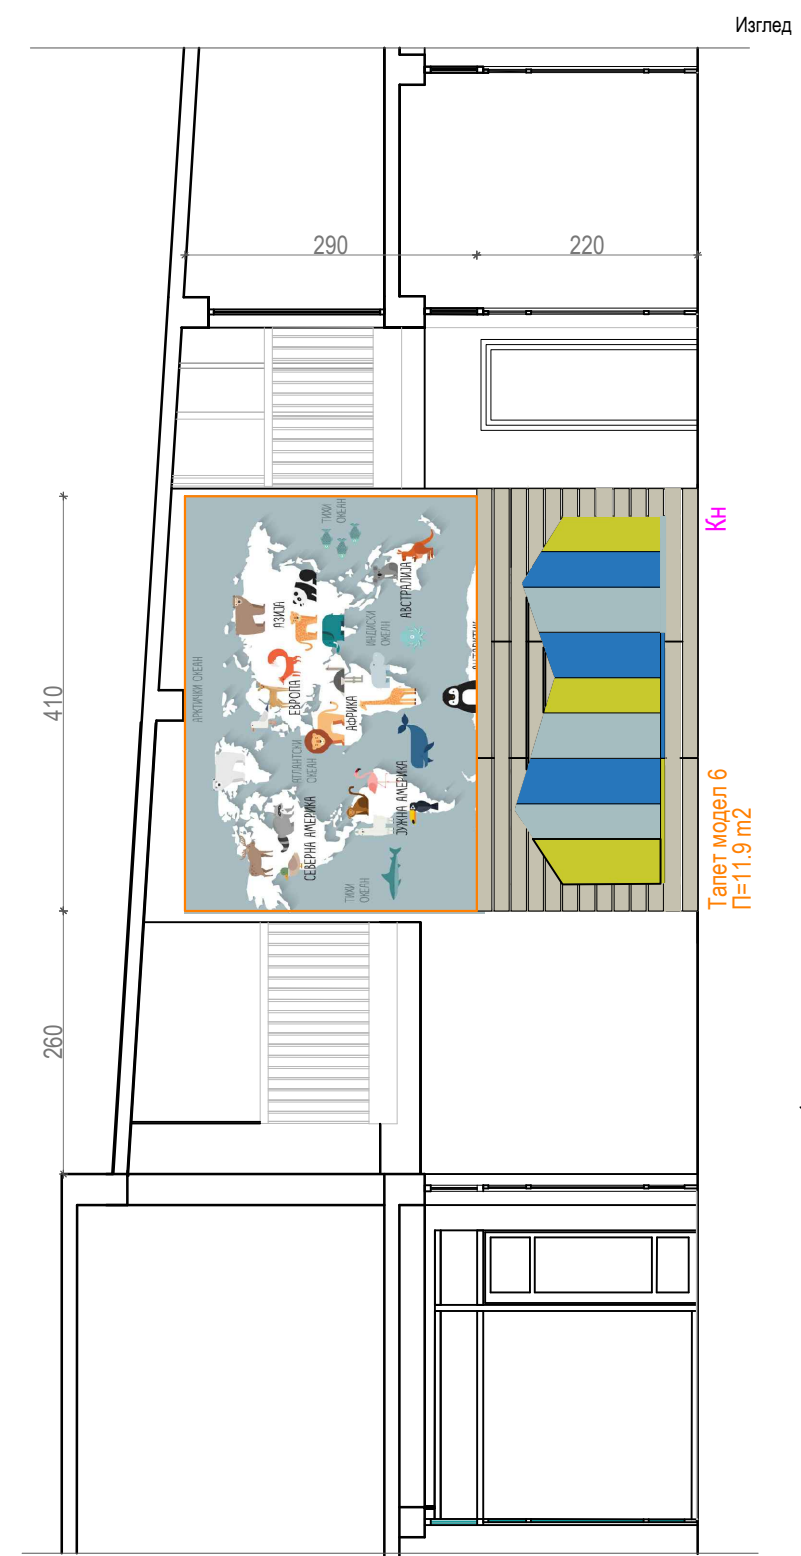 Изглед
290
220
410
260
Кн
Тапет модел 6
П=11.9 m2
АРКТИЧКИ ОКЕАН
ТИХИ
ОКЕАН
АЗИЈА
ЕВРОПА
АФРИКА
АВСТРАЛИЈА
ИНДИСКИ
ОКЕАН
АТЛАНТСКИ
ОКЕАН
СЕВЕРНА АМЕРИКА
ЈУЖНА АМЕРИКА
ТИХИ
ОКЕАН